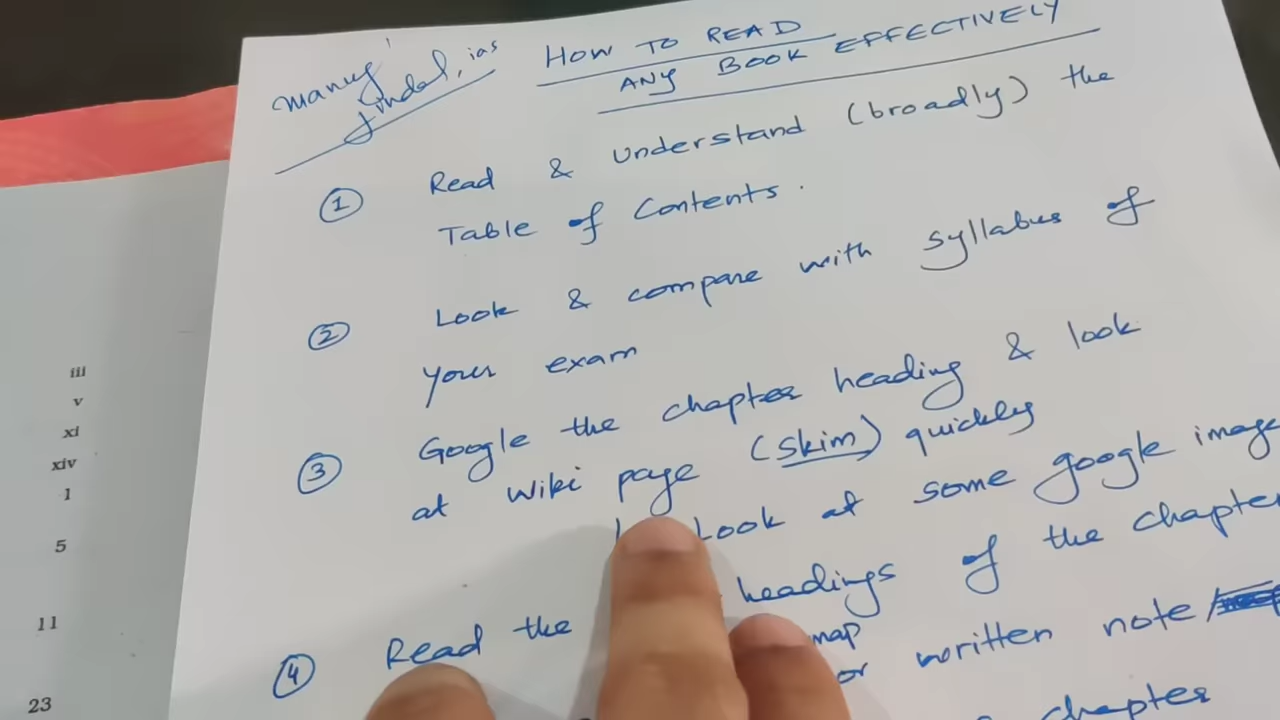 Manuj
Jindal, ias
HOW TO READ
ANY BOOK EFFECTIVELY
① Read & understand (broadly) the
Table of Contents.
② Look & compare with syllabus of
your exam
③ Google the chapter heading & look
at Wiki page (skim) quickly
Look at some google image
④ Read the headings of the chapter
map
or written note/
chapter
iii
v
xi
xiv
1
5
11
23